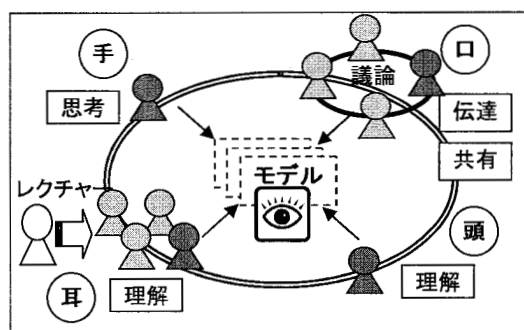 手
口
議論
思考
伝達
共有
モデル
レクチャー
頭
耳
理解
理解